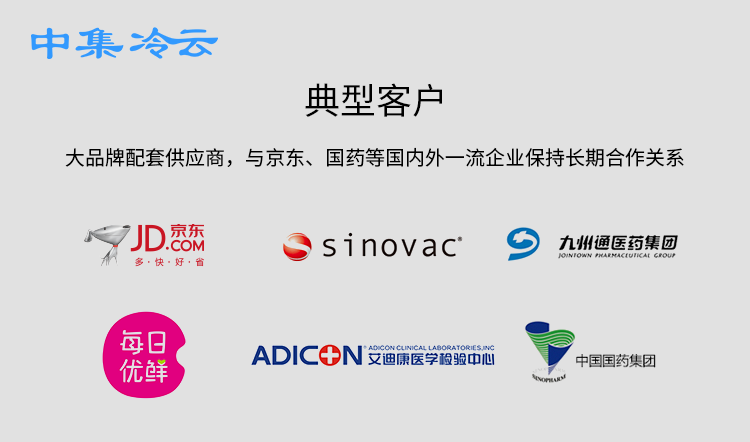 中集冷云
典型客户
大品牌配套供应商，与京东、国药等国内外一流企业保持长期合作关系
JD 京东
.COM
多·快·好·省
sinovac®
九州通医药集团
JOINTOWN PHARMACEUTICAL GROUP
每日
优鲜
ADICON® ADICON CLINICAL LABORATORIES,INC
艾迪康医学检验中心
SINOPHARM
中国国药集团